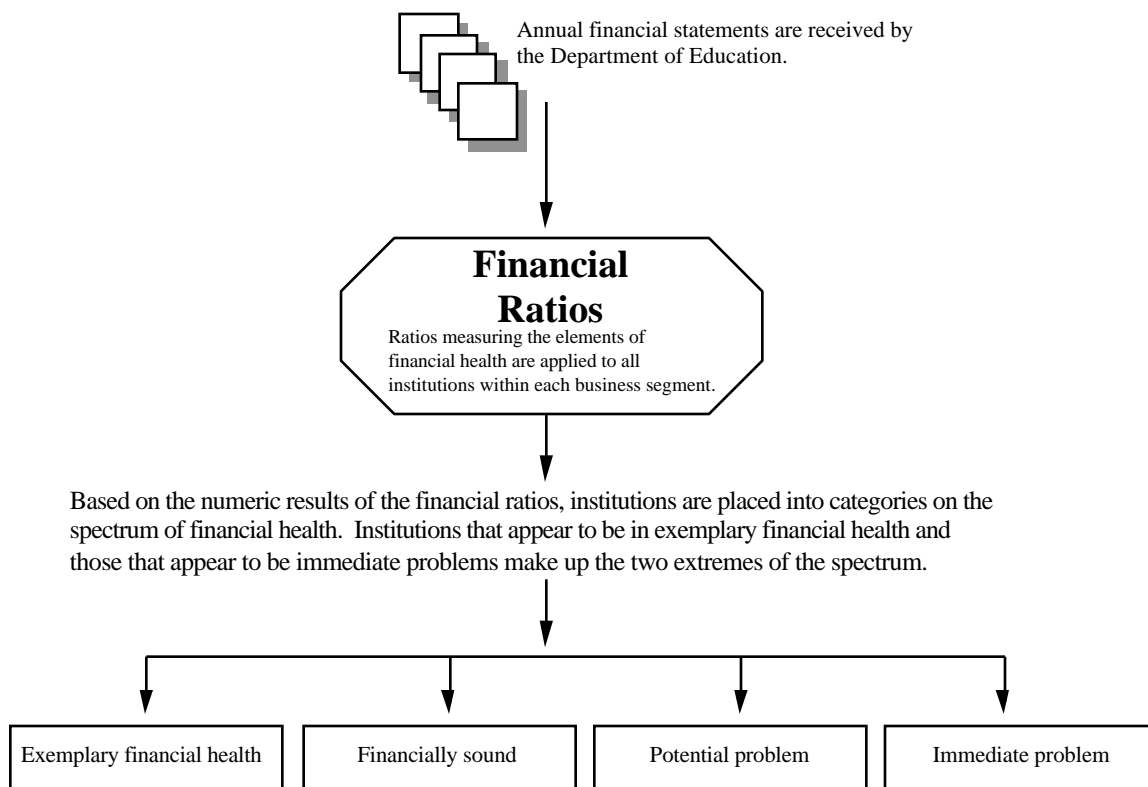 Annual financial statements are received by
the Department of Education.
Financial
Ratios
Ratios measuring the elements of
financial health are applied to all
institutions within each business segment.
Based on the numeric results of the financial ratios, institutions are placed into categories on the
spectrum of financial health.  Institutions that appear to be in exemplary financial health and
those that appear to be immediate problems make up the two extremes of the spectrum.
Exemplary financial health
Financially sound
Potential problem
Immediate problem